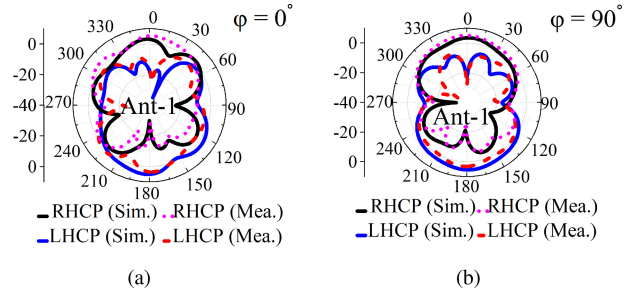 φ = 0°
0
330
30
300
60
270
90
240
120
210
150
180
0
-20
-40
-20
0
Ant-1
RHCP (Sim.)
RHCP (Mea.)
LHCP (Sim.)
LHCP (Mea.)
(a)
φ = 90°
0
330
30
300
60
270
90
240
120
210
150
180
0
-20
-40
-20
0
Ant-1
RHCP (Sim.)
RHCP (Mea.)
LHCP (Sim.)
LHCP (Mea.)
(b)